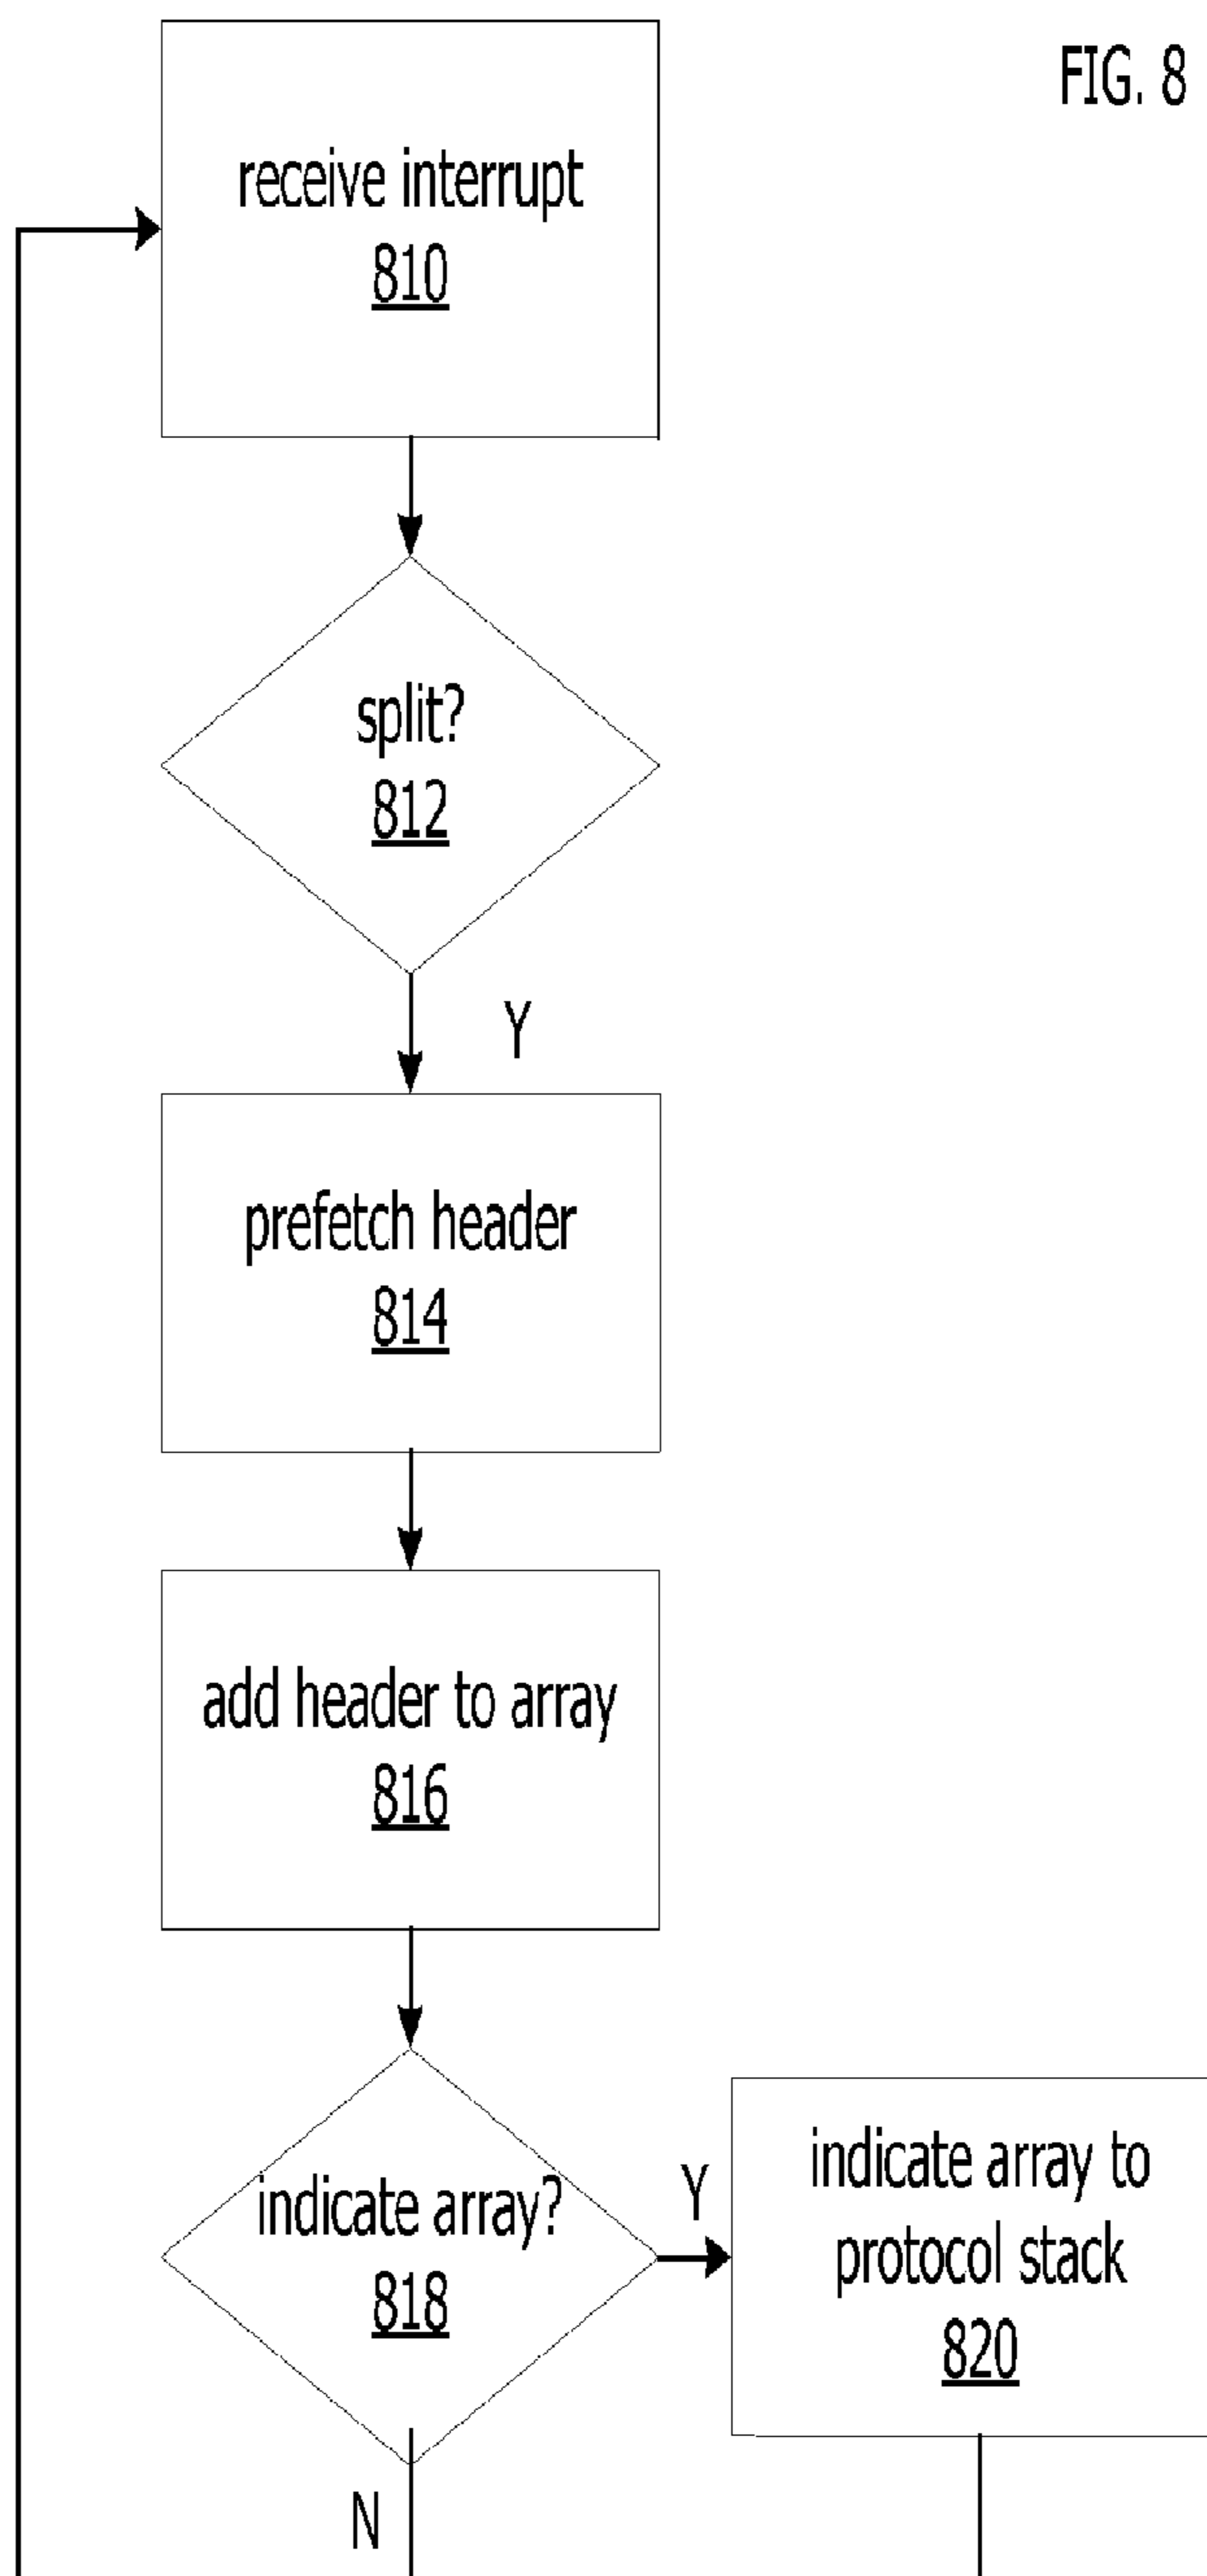 FIG. 8
receive interrupt
810
split?
812
Y
prefetch header
814
add header to array
816
indicate array?
818
Y
indicate array to
protocol stack
820
N